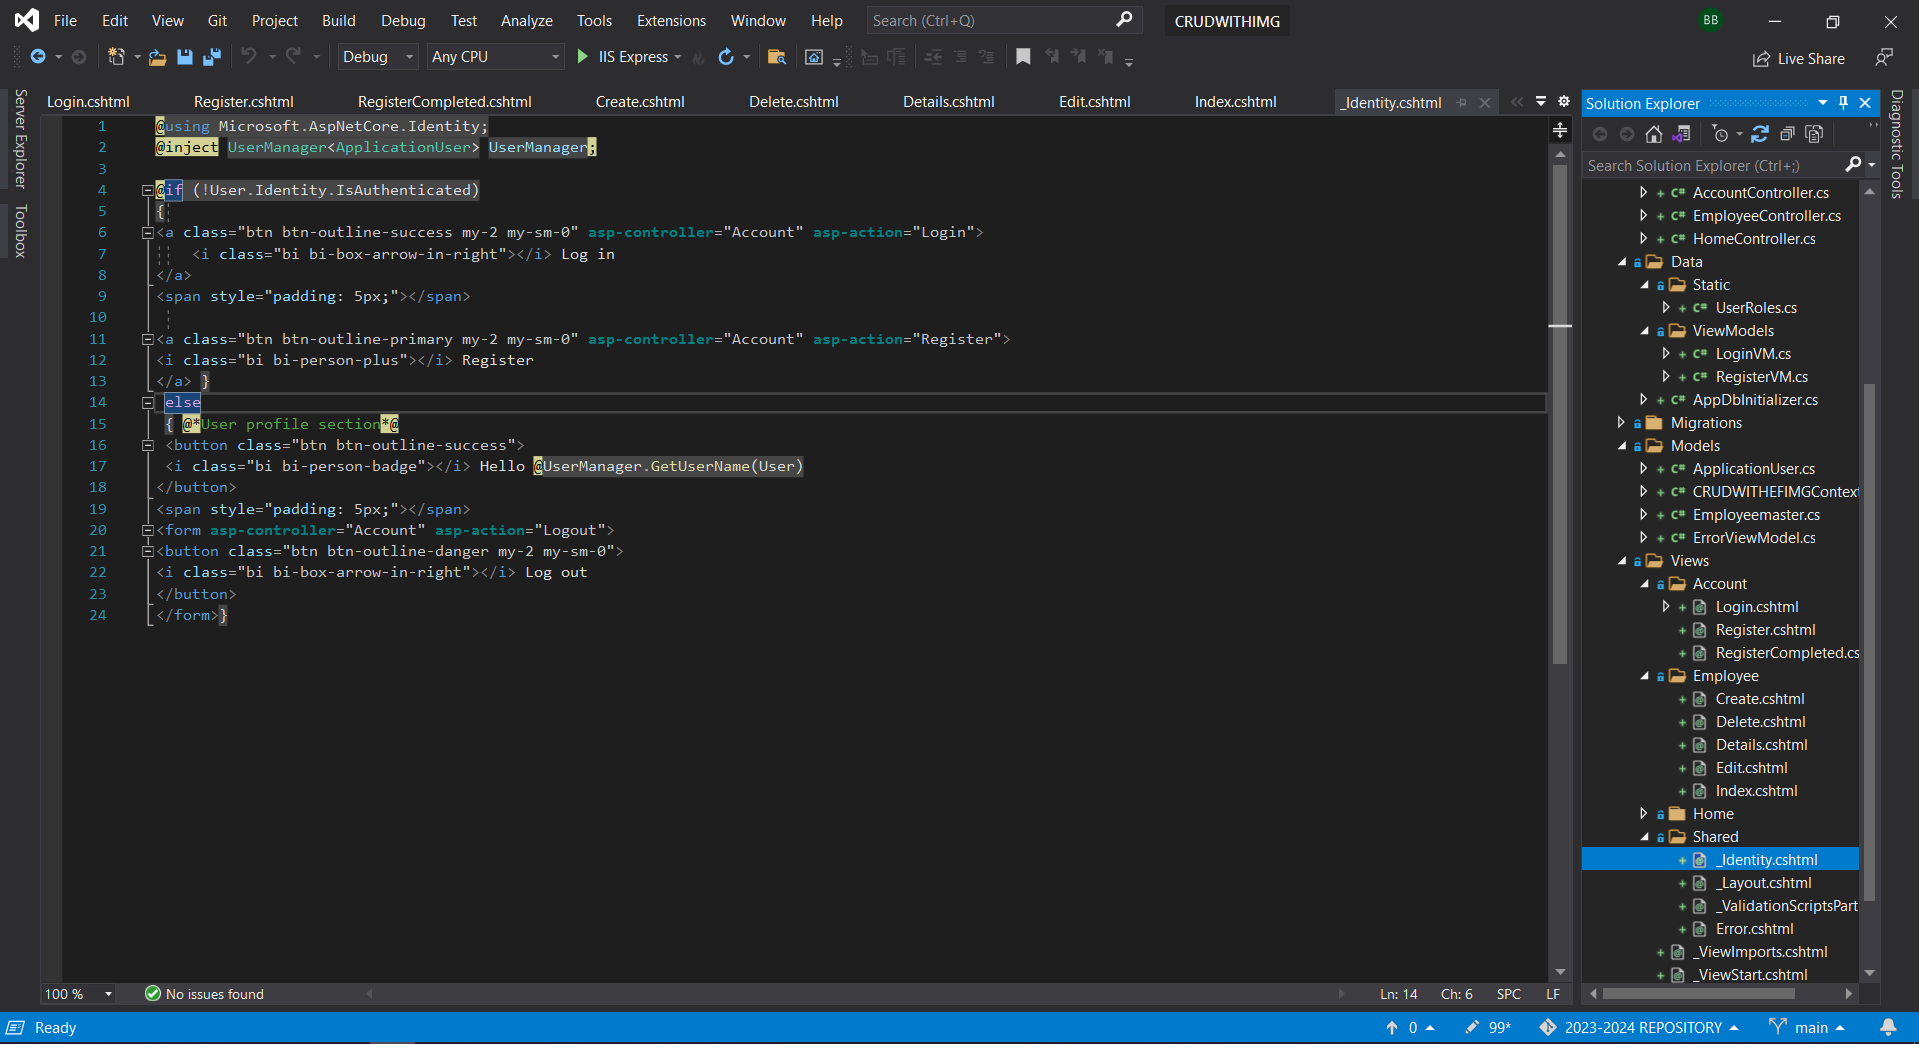 File Edit View Git Project Build Debug Test Analyze Tools Extensions Window Help Search (Ctrl+Q) CRUDWITHIMG BB
Debug Any CPU IIS Express Live Share
Server Explorer
Toolbox
Login.cshtml Register.cshtml RegisterCompleted.cshtml Create.cshtml Delete.cshtml Details.cshtml Edit.cshtml Index.cshtml _Identity.cshtml
1 @using Microsoft.AspNetCore.Identity;
2 @inject UserManager<ApplicationUser> UserManager;
3
4 @if (!User.Identity.IsAuthenticated)
5 {
6 <a class="btn btn-outline-success my-2 my-sm-0" asp-controller="Account" asp-action="Login">
7 <i class="bi bi-box-arrow-in-right"></i> Log in
8 </a>
9 <span style="padding: 5px;"></span>
10
11 <a class="btn btn-outline-primary my-2 my-sm-0" asp-controller="Account" asp-action="Register">
12 <i class="bi bi-person-plus"></i> Register
13 </a> }
14 else
15 { @*User profile section*@
16 <button class="btn btn-outline-success">
17 <i class="bi bi-person-badge"></i> Hello @UserManager.GetUserName(User)
18 </button>
19 <span style="padding: 5px;"></span>
20 <form asp-controller="Account" asp-action="Logout">
21 <button class="btn btn-outline-danger my-2 my-sm-0">
22 <i class="bi bi-box-arrow-in-right"></i> Log out
23 </button>
24 </form>}
100 % No issues found Ln: 14 Ch: 6 SPC LF
Solution Explorer
Search Solution Explorer (Ctrl+;)
C# AccountController.cs
C# EmployeeController.cs
C# HomeController.cs
Data
Static
C# UserRoles.cs
ViewModels
C# LoginVM.cs
C# RegisterVM.cs
C# AppDbInitializer.cs
Migrations
Models
C# ApplicationUser.cs
C# CRUDWITHEFIMGContext
C# Employeemaster.cs
C# ErrorViewModel.cs
Views
Account
Login.cshtml
Register.cshtml
RegisterCompleted.cs
Employee
Create.cshtml
Delete.cshtml
Details.cshtml
Edit.cshtml
Index.cshtml
Home
Shared
_Identity.cshtml
_Layout.cshtml
_ValidationScriptsPart
Error.cshtml
_ViewImports.cshtml
_ViewStart.cshtml
Diagnostic Tools
Ready 0 99* 2023-2024 REPOSITORY main